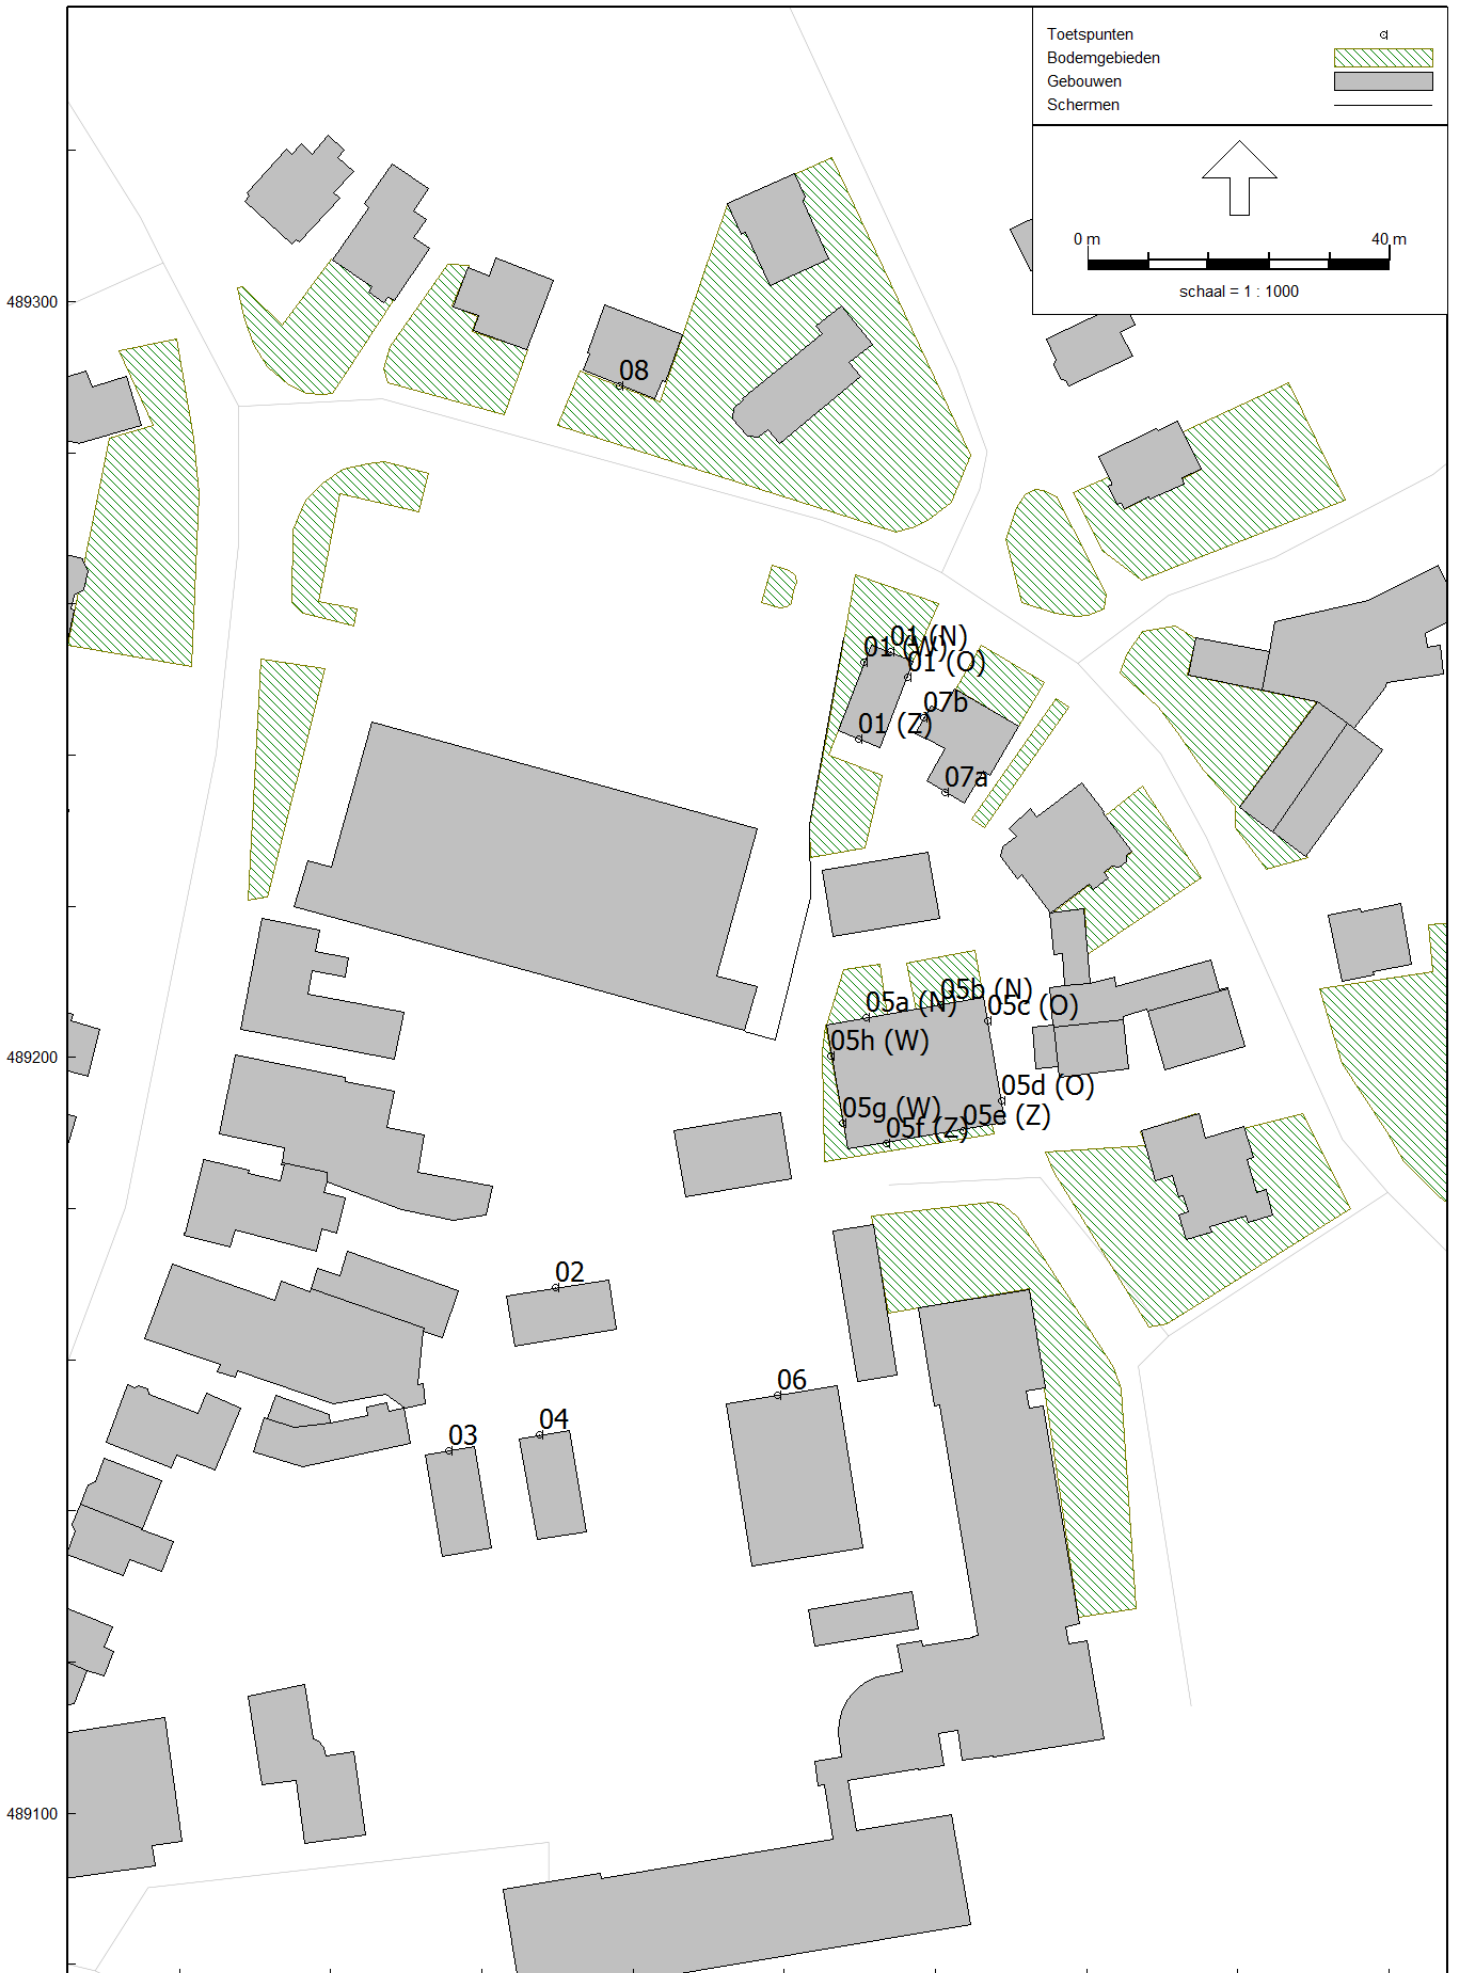 Toetspunten
Bodemgebieden
Gebouwen
Schermen
0 m 40 m
schaal = 1 : 1000
489300
08
01 (N)
01 (W)
01 (O)
07b
01 (Z)
07a
05b (N)
05a (N)
05c (O)
05h (W)
489200
05d (O)
05g (W)
05e (Z)
05f (Z)
02
06
04
03
489100